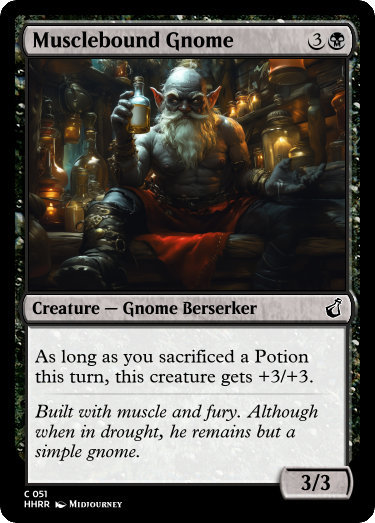 Musclebound Gnome 3
Creature — Gnome Berserker
As long as you sacrificed a Potion
this turn, this creature gets +3/+3.
Built with muscle and fury. Although
when in drought, he remains but a
simple gnome.
3/3
C 051
HHRR Midjourney